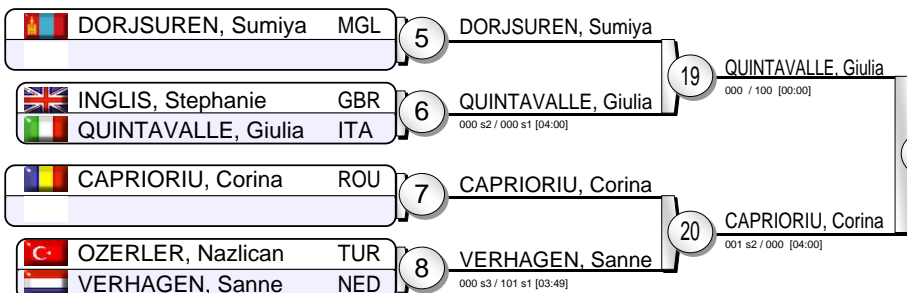 DORJSUREN, Sumiya MGL
5
DORJSUREN, Sumiya
19
QUINTAVALLE, Giulia
000 / 100 [00:00]
INGLIS, Stephanie GBR
QUINTAVALLE, Giulia ITA
6
QUINTAVALLE, Giulia
000 s2 / 000 s1 [04:00]
CAPRIORIU, Corina ROU
7
CAPRIORIU, Corina
20
CAPRIORIU, Corina
001 s2 / 000 [04:00]
OZERLER, Nazlican TUR
VERHAGEN, Sanne NED
8
VERHAGEN, Sanne
000 s3 / 101 s1 [03:49]